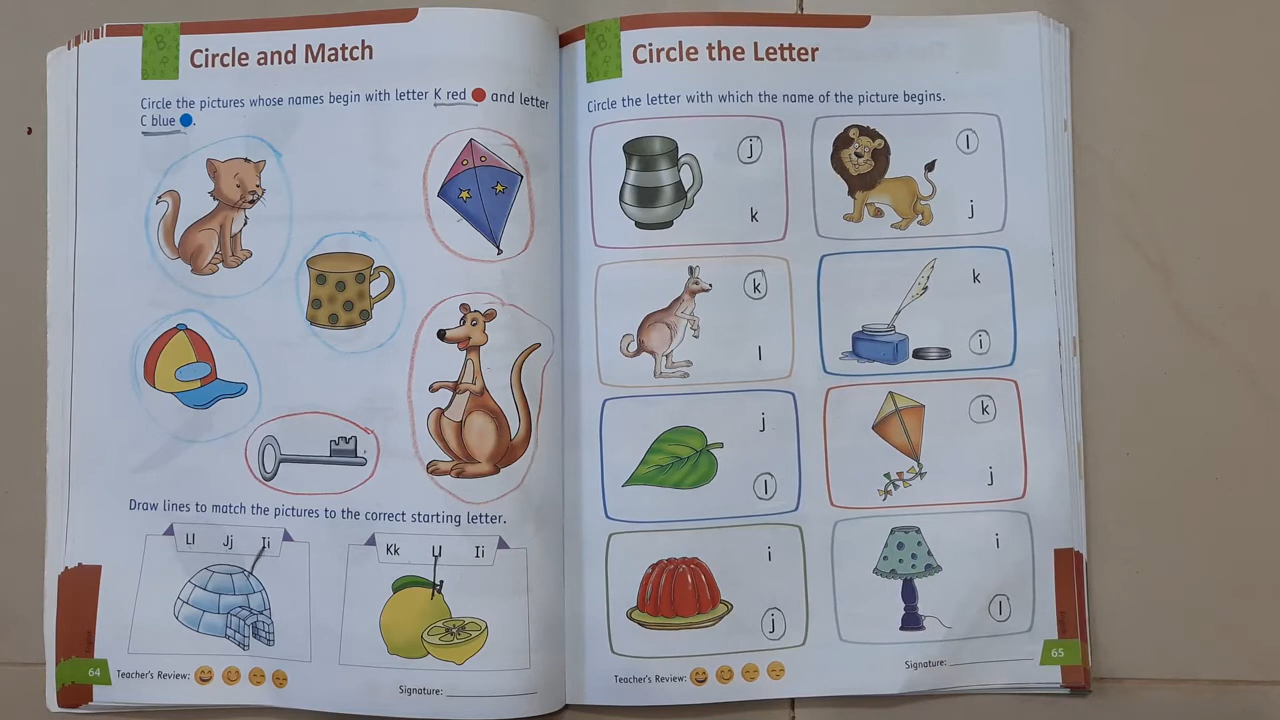 Circle and Match
Circle the pictures whose names begin with letter K red and letter
C blue .
Draw lines to match the pictures to the correct starting letter.
Ll Jj Ii
Kk Ll Ii
64
Teacher's Review:
Signature:
English
Circle the Letter
Circle the letter with which the name of the picture begins.
j
k
l
j
k
l
k
i
j
l
k
j
i
j
i
l
Teacher's Review:
Signature:
65
English